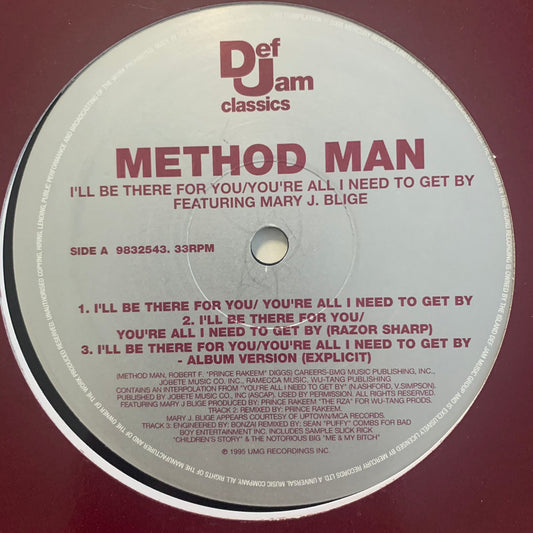 Def
Jam
classics
METHOD MAN
I'LL BE THERE FOR YOU/YOU'RE ALL I NEED TO GET BY
FEATURING MARY J. BLIGE
SIDE A 9832543. 33RPM
1. I'LL BE THERE FOR YOU/ YOU'RE ALL I NEED TO GET BY
2. I'LL BE THERE FOR YOU/
YOU'RE ALL I NEED TO GET BY (RAZOR SHARP)
3. I'LL BE THERE FOR YOU/YOU'RE ALL I NEED TO GET BY
- ALBUM VERSION (EXPLICIT)
(METHOD MAN, ROBERT F. "PRINCE RAKEEM" DIGGS) CAREERS-BMG MUSIC PUBLISHING, INC.,
JOBETE MUSIC CO. INC., RAMECCA MUSIC, WU-TANG PUBLISHING
CONTAINS AN INTERPOLATION FROM "YOU'RE ALL I NEED TO GET BY" (N.ASHFORD, V.SIMPSON).
PUBLISHED BY JOBETE MUSIC CO., INC (ASCAP). USED BY PERMISSION. ALL RIGHTS RESERVED.
FEATURING MARY J BLIGE PRODUCED BY: PRINCE RAKEEM "THE RZA" FOR WU-TANG PRODS.
TRACK 2: REMIXED BY: PRINCE RAKEEM.
MARY J. BLIGE APPEARS COURTESY OF UPTOWN/MCA RECORDS.
TRACK 3: ENGINEERED BY: BONZAI REMIXED BY: SEAN "PUFFY" COMBS FOR BAD
BOY ENTERTAINMENT INC. INCLUDES SAMPLE SLICK RICK
"CHILDREN'S STORY" & THE NOTORIOUS BIG "ME & MY BITCH"
℗ 1995 UMG RECORDINGS INC.